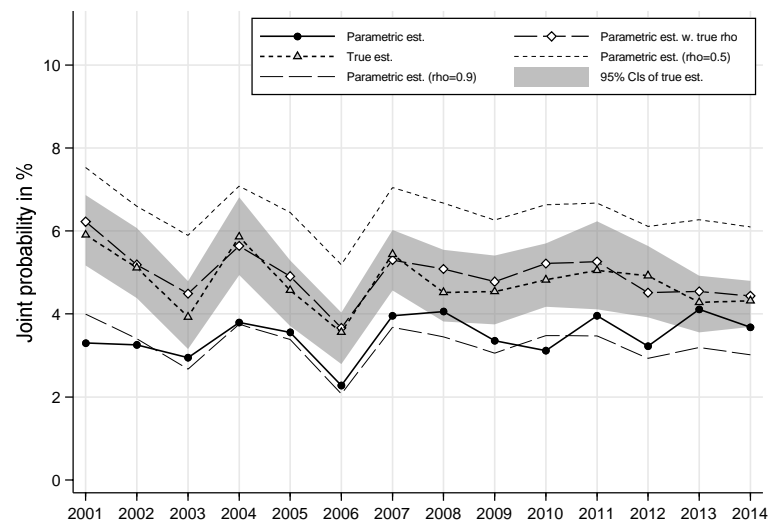 Parametric est.
Parametric est. w. true rho
True est.
Parametric est. (rho=0.5)
Parametric est. (rho=0.9)
95% CIs of true est.
Joint probability in %
10
8
6
4
2
0
2001 2002 2003 2004 2005 2006 2007 2008 2009 2010 2011 2012 2013 2014